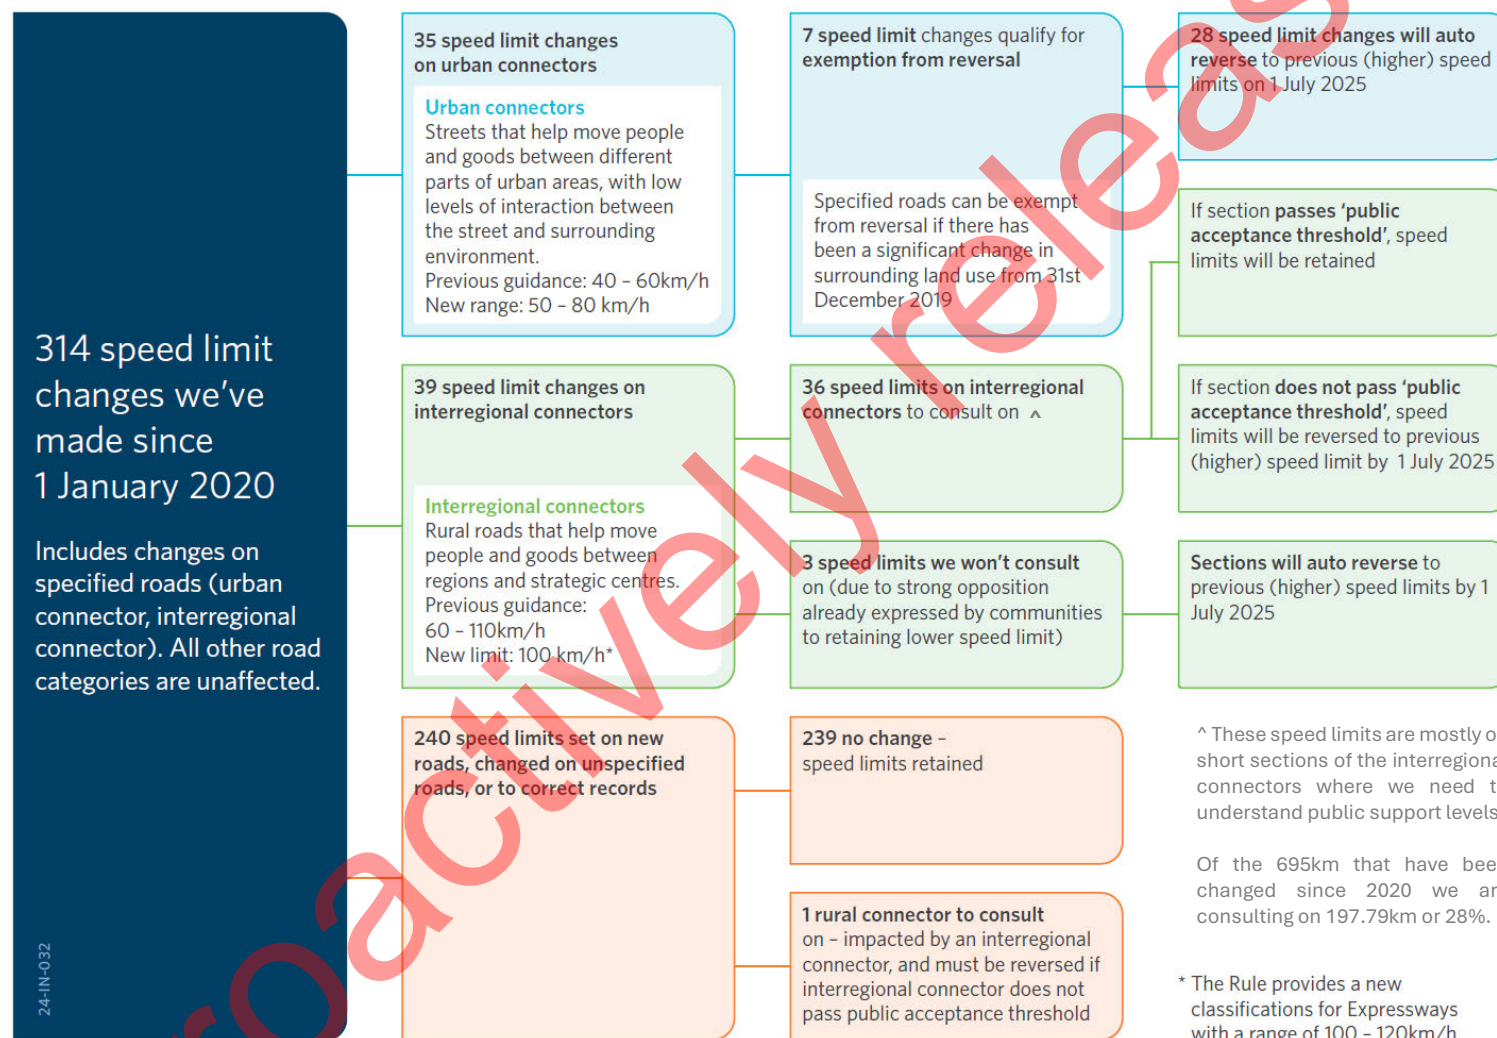 314 speed limit
changes we've
made since
1 January 2020
Includes changes on
specified roads (urban
connector, interregional
connector). All other road
categories are unaffected.
24-IN-032
35 speed limit changes
on urban connectors
Urban connectors
Streets that help move people
and goods between different
parts of urban areas, with low
levels of interaction between
the street and surrounding
environment.
Previous guidance: 40 – 60km/h
New range: 50 – 80 km/h
7 speed limit changes qualify for
exemption from reversal
Specified roads can be exempt
from reversal if there has
been a significant change in
surrounding land use from 31st
December 2019
28 speed limit changes will auto
reverse to previous (higher) speed
limits on 1 July 2025
39 speed limit changes on
interregional connectors
Interregional connectors
Rural roads that help move
people and goods between
regions and strategic centres.
Previous guidance:
60 – 110km/h
New limit: 100 km/h*
36 speed limits on interregional
connectors to consult on ^
If section passes 'public
acceptance threshold', speed
limits will be retained
If section does not pass 'public
acceptance threshold', speed
limits will be reversed to previous
(higher) speed limit by 1 July 2025
3 speed limits we won't consult
on (due to strong opposition
already expressed by communities
to retaining lower speed limit)
Sections will auto reverse to
previous (higher) speed limits by 1
July 2025
240 speed limits set on new
roads, changed on unspecified
roads, or to correct records
239 no change –
speed limits retained
1 rural connector to consult
on – impacted by an interregional
connector, and must be reversed if
interregional connector does not
pass public acceptance threshold
^ These speed limits are mostly o
short sections of the interregiona
connectors where we need t
understand public support levels
Of the 695km that have bee
changed since 2020 we ar
consulting on 197.79km or 28%.
* The Rule provides a new
classifications for Expressways
with a range of 100 – 120km/h
roactively releas